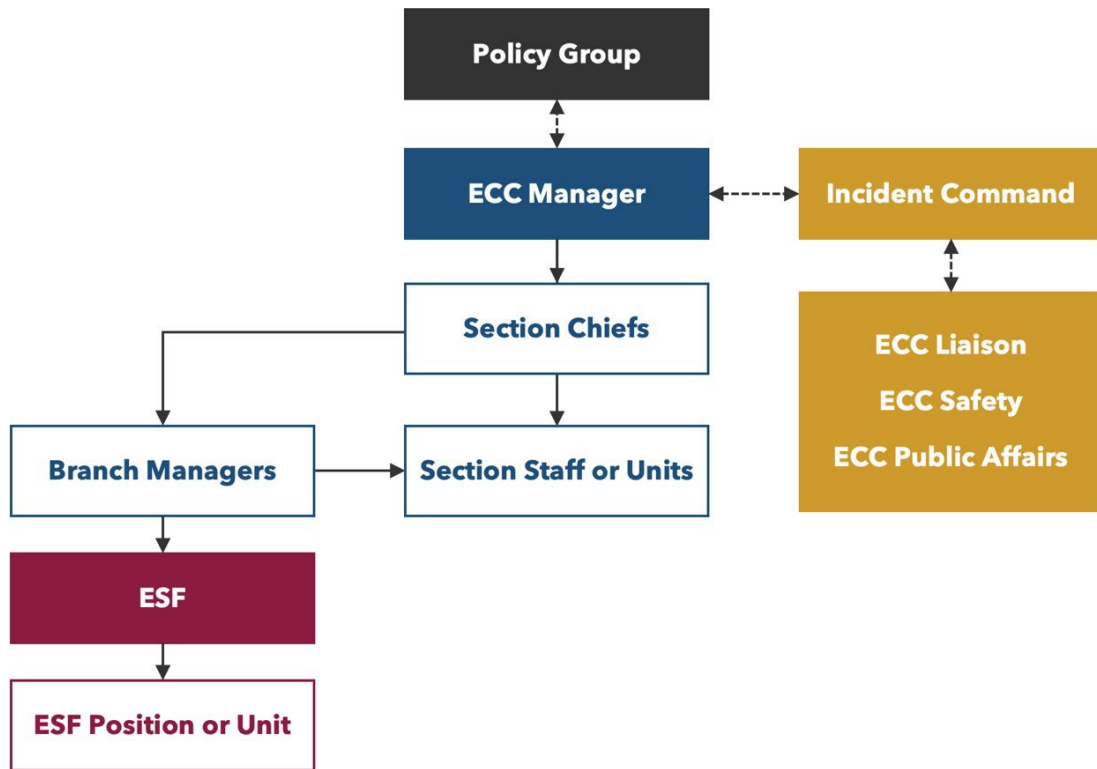 Policy Group
ECC Manager
Incident Command
Section Chiefs
ECC Liaison
ECC Safety
ECC Public Affairs
Branch Managers
Section Staff or Units
ESF
ESF Position or Unit